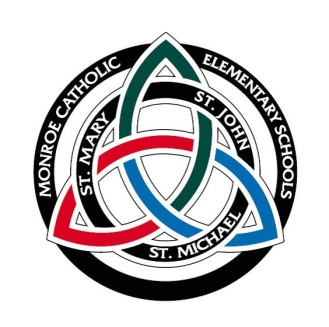 MONROE CATHOLIC
ELEMENTARY SCHOOLS
ST. MARY
ST. JOHN
ST. MICHAEL